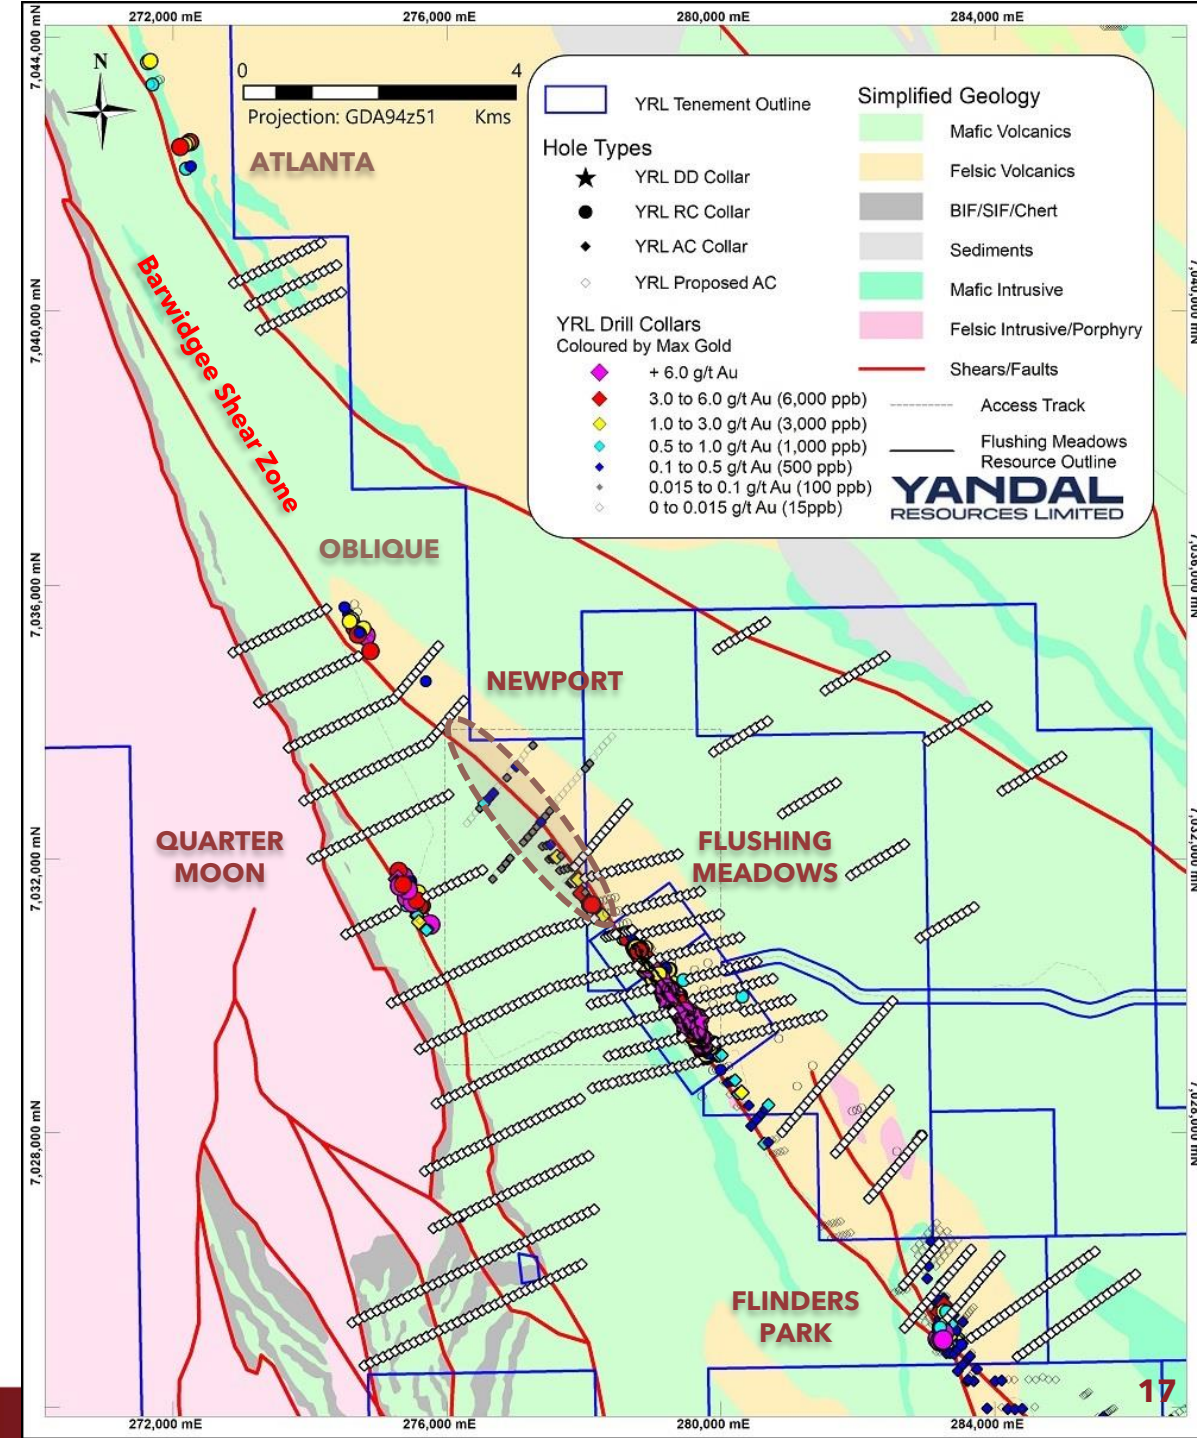 272,000 mE
276,000 mE
280,000 mE
284,000 mE
7,044,000 mN
7,040,000 mN
7,036,000 mN
7,032,000 mN
7,028,000 mN
N
0
4
Projection: GDA94z51
Kms
ATLANTA
Barwidgee Shear Zone
OBLIQUE
NEWPORT
QUARTER
MOON
FLUSHING
MEADOWS
FLINDERS
PARK
YRL Tenement Outline
Hole Types
YRL DD Collar
YRL RC Collar
YRL AC Collar
YRL Proposed AC
YRL Drill Collars
Coloured by Max Gold
+ 6.0 g/t Au
3.0 to 6.0 g/t Au (6,000 ppb)
1.0 to 3.0 g/t Au (3,000 ppb)
0.5 to 1.0 g/t Au (1,000 ppb)
0.1 to 0.5 g/t Au (500 ppb)
0.015 to 0.1 g/t Au (100 ppb)
0 to 0.015 g/t Au (15ppb)
Simplified Geology
Mafic Volcanics
Felsic Volcanics
BIF/SIF/Chert
Sediments
Mafic Intrusive
Felsic Intrusive/Porphyry
Shears/Faults
Access Track
Flushing Meadows
Resource Outline
YANDAL
RESOURCES LIMITED
17
272,000 mE
276,000 mE
280,000 mE
284,000 mE